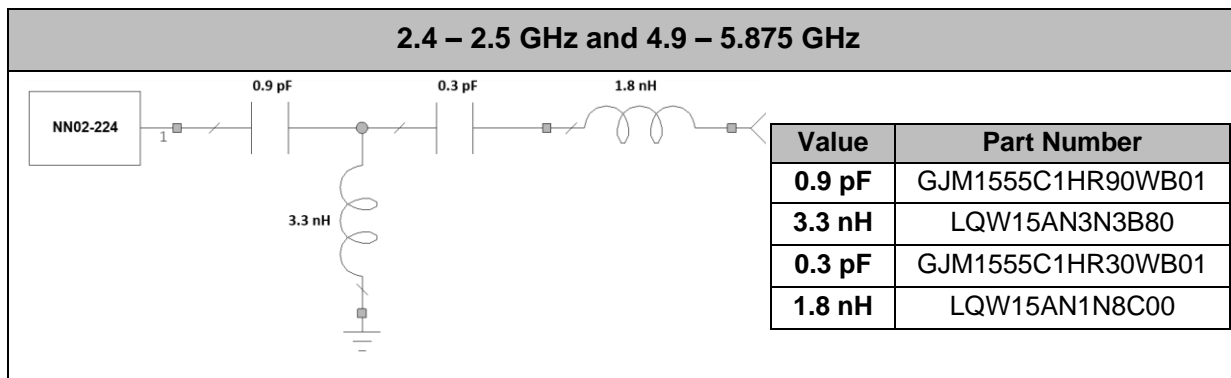 2.4 – 2.5 GHz and 4.9 – 5.875 GHz
0.9 pF
0.3 pF
1.8 nH
NN02-224
1
3.3 nH
Value Part Number
0.9 pF GJM1555C1HR90WB01
3.3 nH LQW15AN3N3B80
0.3 pF GJM1555C1HR30WB01
1.8 nH LQW15AN1N8C00